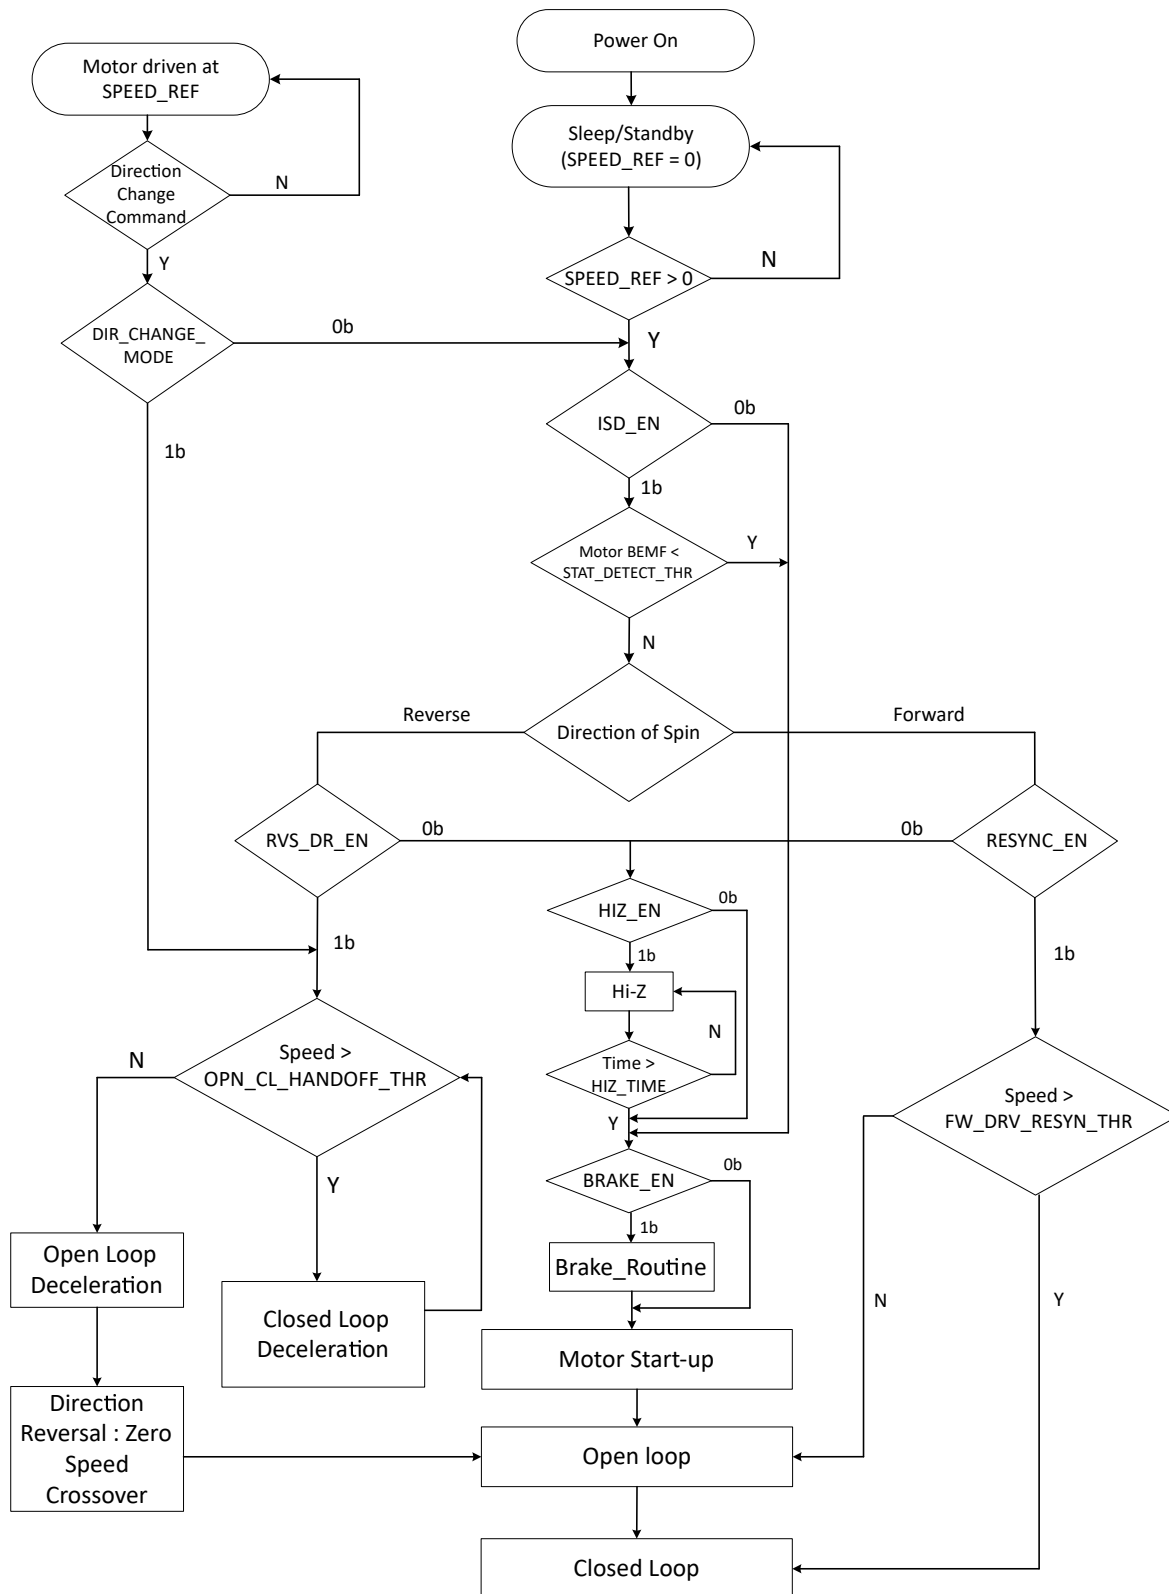 Power On
Motor driven at
SPEED_REF
Sleep/Standby
(SPEED_REF = 0)
Direction
Change
Command
N
Y
SPEED_REF > 0
N
Y
DIR_CHANGE_
MODE
0b
1b
ISD_EN
0b
1b
Motor BEMF <
STAT_DETECT_THR
Y
N
Direction of Spin
Reverse
Forward
RVS_DR_EN
0b
1b
RESYNC_EN
0b
1b
HIZ_EN
0b
1b
Hi-Z
N
Time >
HIZ_TIME
Y
Speed >
OPN_CL_HANDOFF_THR
N
Y
Speed >
FW_DRV_RESYN_THR
N
Y
BRAKE_EN
0b
1b
Brake_Routine
Open Loop
Deceleration
Closed Loop
Deceleration
Motor Start-up
Direction
Reversal : Zero
Speed
Crossover
Open loop
Closed Loop